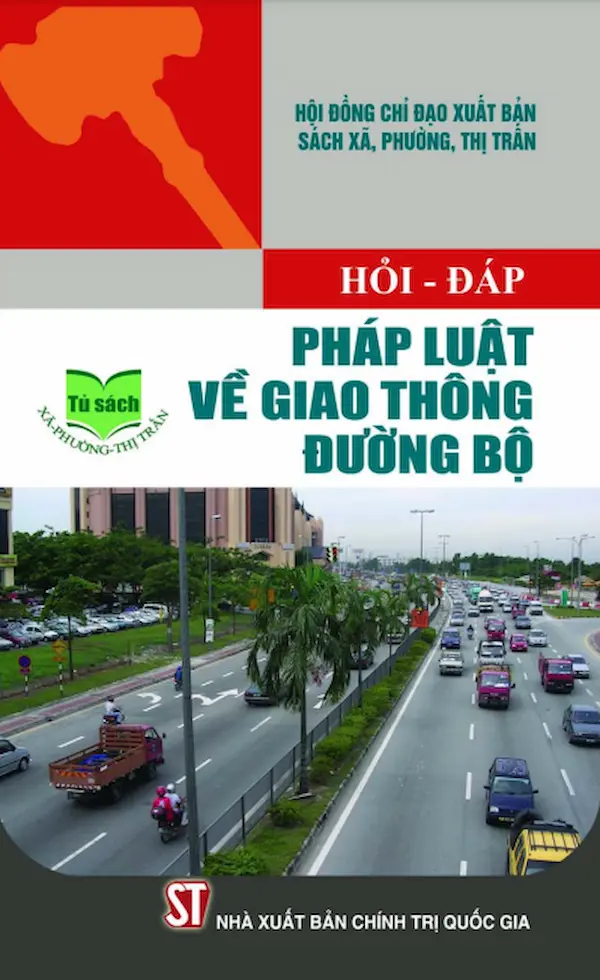 HỘI ĐỒNG CHỈ ĐẠO XUẤT BẢN
SÁCH XÃ, PHƯỜNG, THỊ TRẤN
HỎI - ĐÁP
PHÁP LUẬT
VỀ GIAO THÔNG
ĐƯỜNG BỘ
Tủ sách
XÃ-PHƯỜNG-THỊ TRẤN
ST
NHÀ XUẤT BẢN CHÍNH TRỊ QUỐC GIA